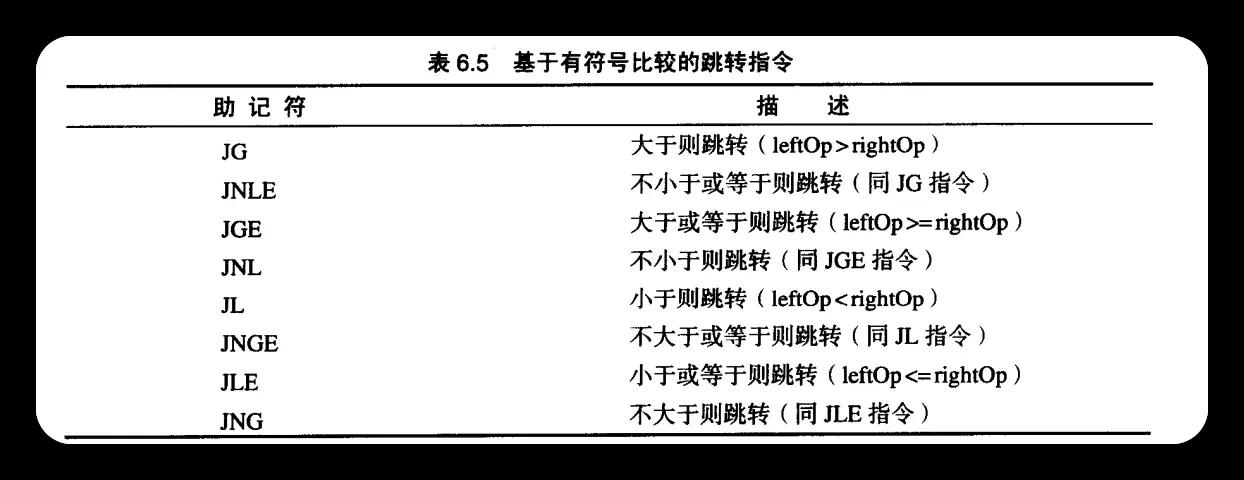 表 6.5 基于有符号比较的跳转指令
助 记 符 描 述
JG 大于则跳转（leftOp>rightOp）
JNLE 不小于或等于则跳转（同 JG 指令）
JGE 大于或等于则跳转（leftOp>=rightOp）
JNL 不小于则跳转（同 JGE 指令）
JL 小于则跳转（leftOp<rightOp）
JNGE 不大于或等于则跳转（同 JL 指令）
JLE 小于或等于则跳转（leftOp<=rightOp）
JNG 不大于则跳转（同 JLE 指令）